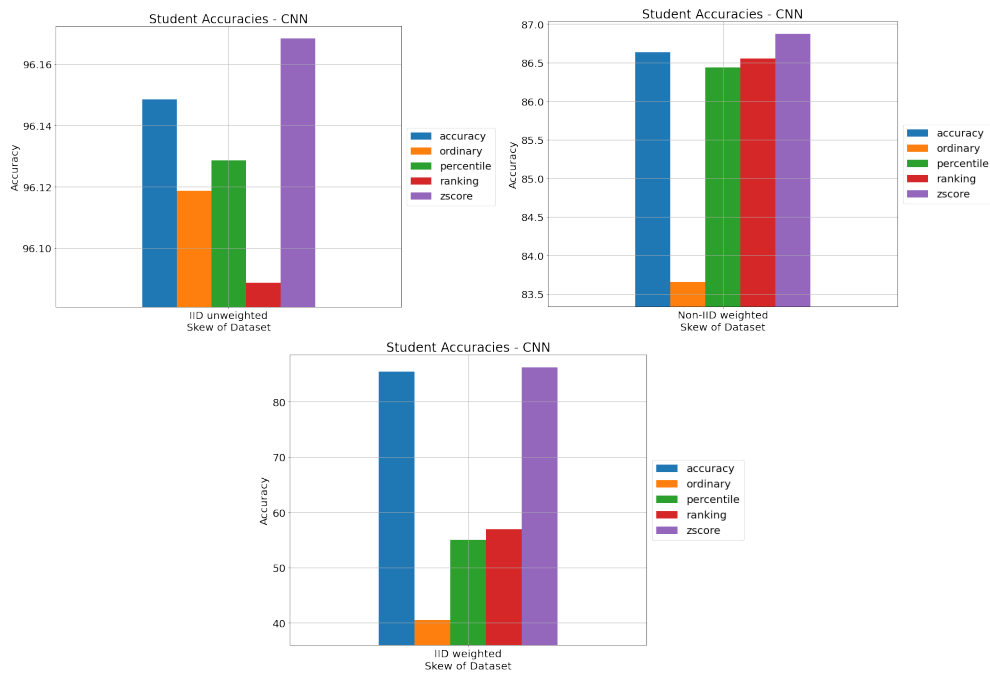 Student Accuracies - CNN
Accuracy
96.16
96.14
96.12
96.10
IID unweighted
Skew of Dataset
accuracy
ordinary
percentile
ranking
zscore
Student Accuracies - CNN
Accuracy
87.0
86.5
86.0
85.5
85.0
84.5
84.0
83.5
Non-IID weighted
Skew of Dataset
accuracy
ordinary
percentile
ranking
zscore
Student Accuracies - CNN
Accuracy
80
70
60
50
40
IID weighted
Skew of Dataset
accuracy
ordinary
percentile
ranking
zscore